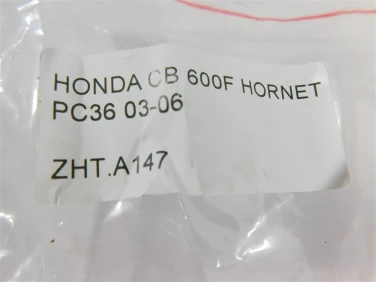 HONDA CB 600F HORNET
PC36 03-06
ZHT.A147